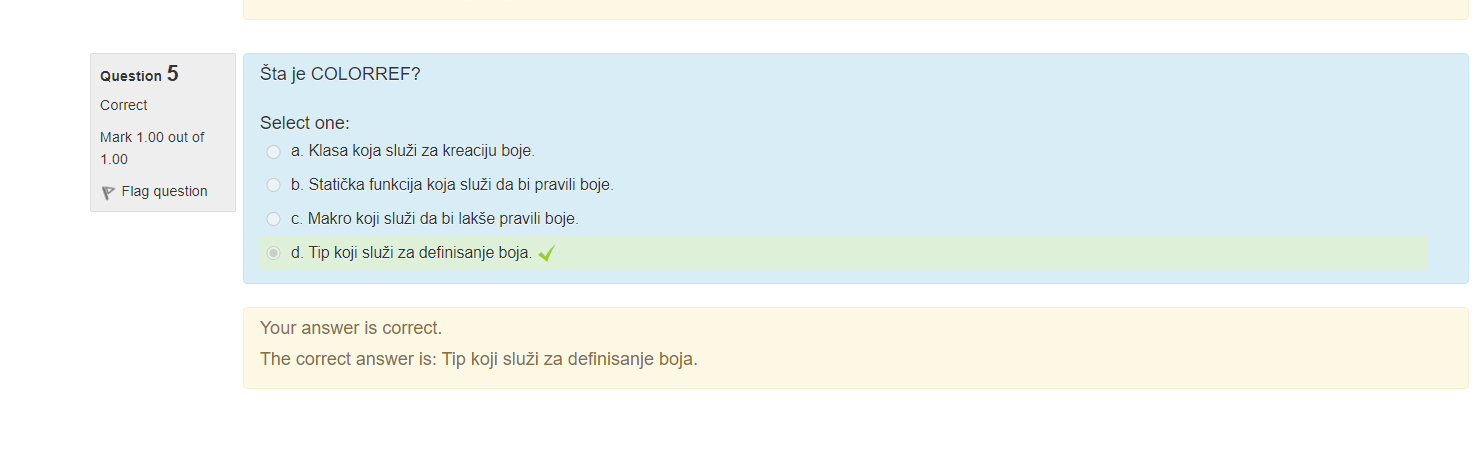 Question 5
Correct
Mark 1.00 out of
1.00
Flag question
Šta je COLORREF?
Select one:
a. Klasa koja služi za kreaciju boje.
b. Statička funkcija koja služi da bi pravili boje.
c. Makro koji služi da bi lakše pravili boje.
d. Tip koji služi za definisanje boja.
Your answer is correct.
The correct answer is: Tip koji služi za definisanje boja.